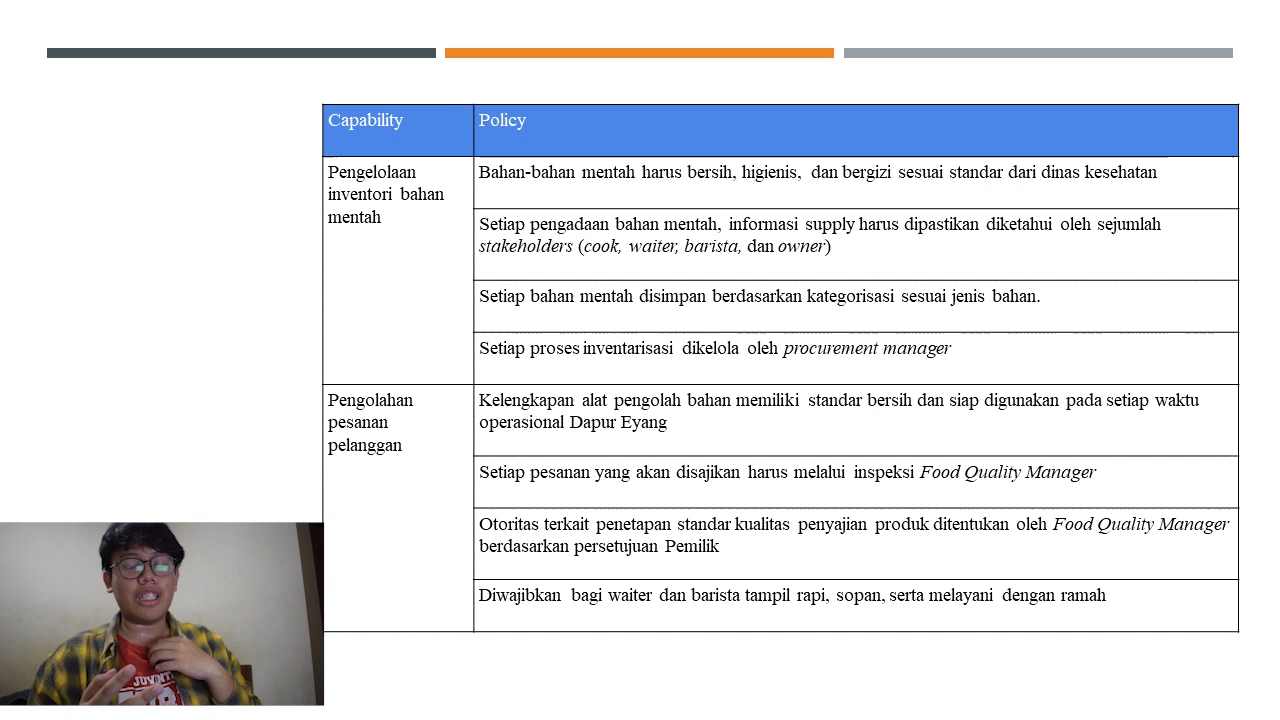 Capability
Policy
Pengelolaan
inventori bahan
mentah
Bahan-bahan mentah harus bersih, higienis, dan bergizi sesuai standar dari dinas kesehatan
Setiap pengadaan bahan mentah, informasi supply harus dipastikan diketahui oleh sejumlah
stakeholders (cook, waiter, barista, dan owner)
Setiap bahan mentah disimpan berdasarkan kategorisasi sesuai jenis bahan.
Setiap proses inventarisasi dikelola oleh procurement manager
Pengolahan
pesanan
pelanggan
Kelengkapan alat pengolah bahan memiliki standar bersih dan siap digunakan pada setiap waktu
operasional Dapur Eyang
Setiap pesanan yang akan disajikan harus melalui inspeksi Food Quality Manager
Otoritas terkait penetapan standar kualitas penyajian produk ditentukan oleh Food Quality Manager
berdasarkan persetujuan Pemilik
Diwajibkan bagi waiter dan barista tampil rapi, sopan, serta melayani dengan ramah